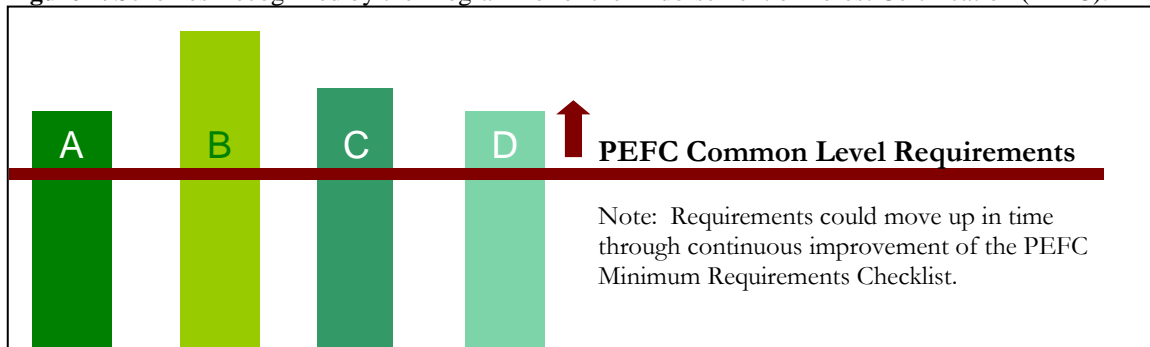 A
B
C
D
PEFC Common Level Requirements
Note: Requirements could move up in time
through continuous improvement of the PEFC
Minimum Requirements Checklist.